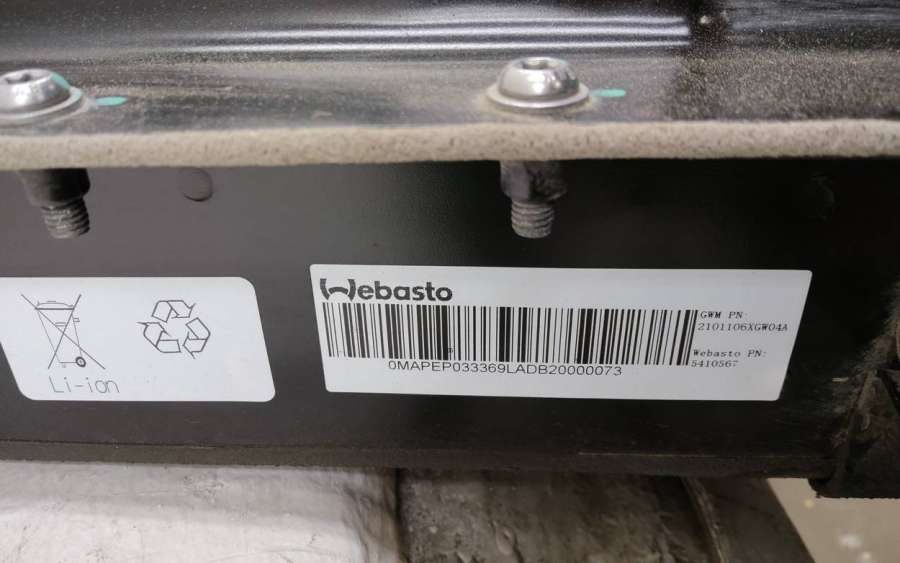 Webasto
GWM PN:
2101106XGW04A
Webasto PN:
5410567
0MAPEP033369LADB20000073
Li-ion